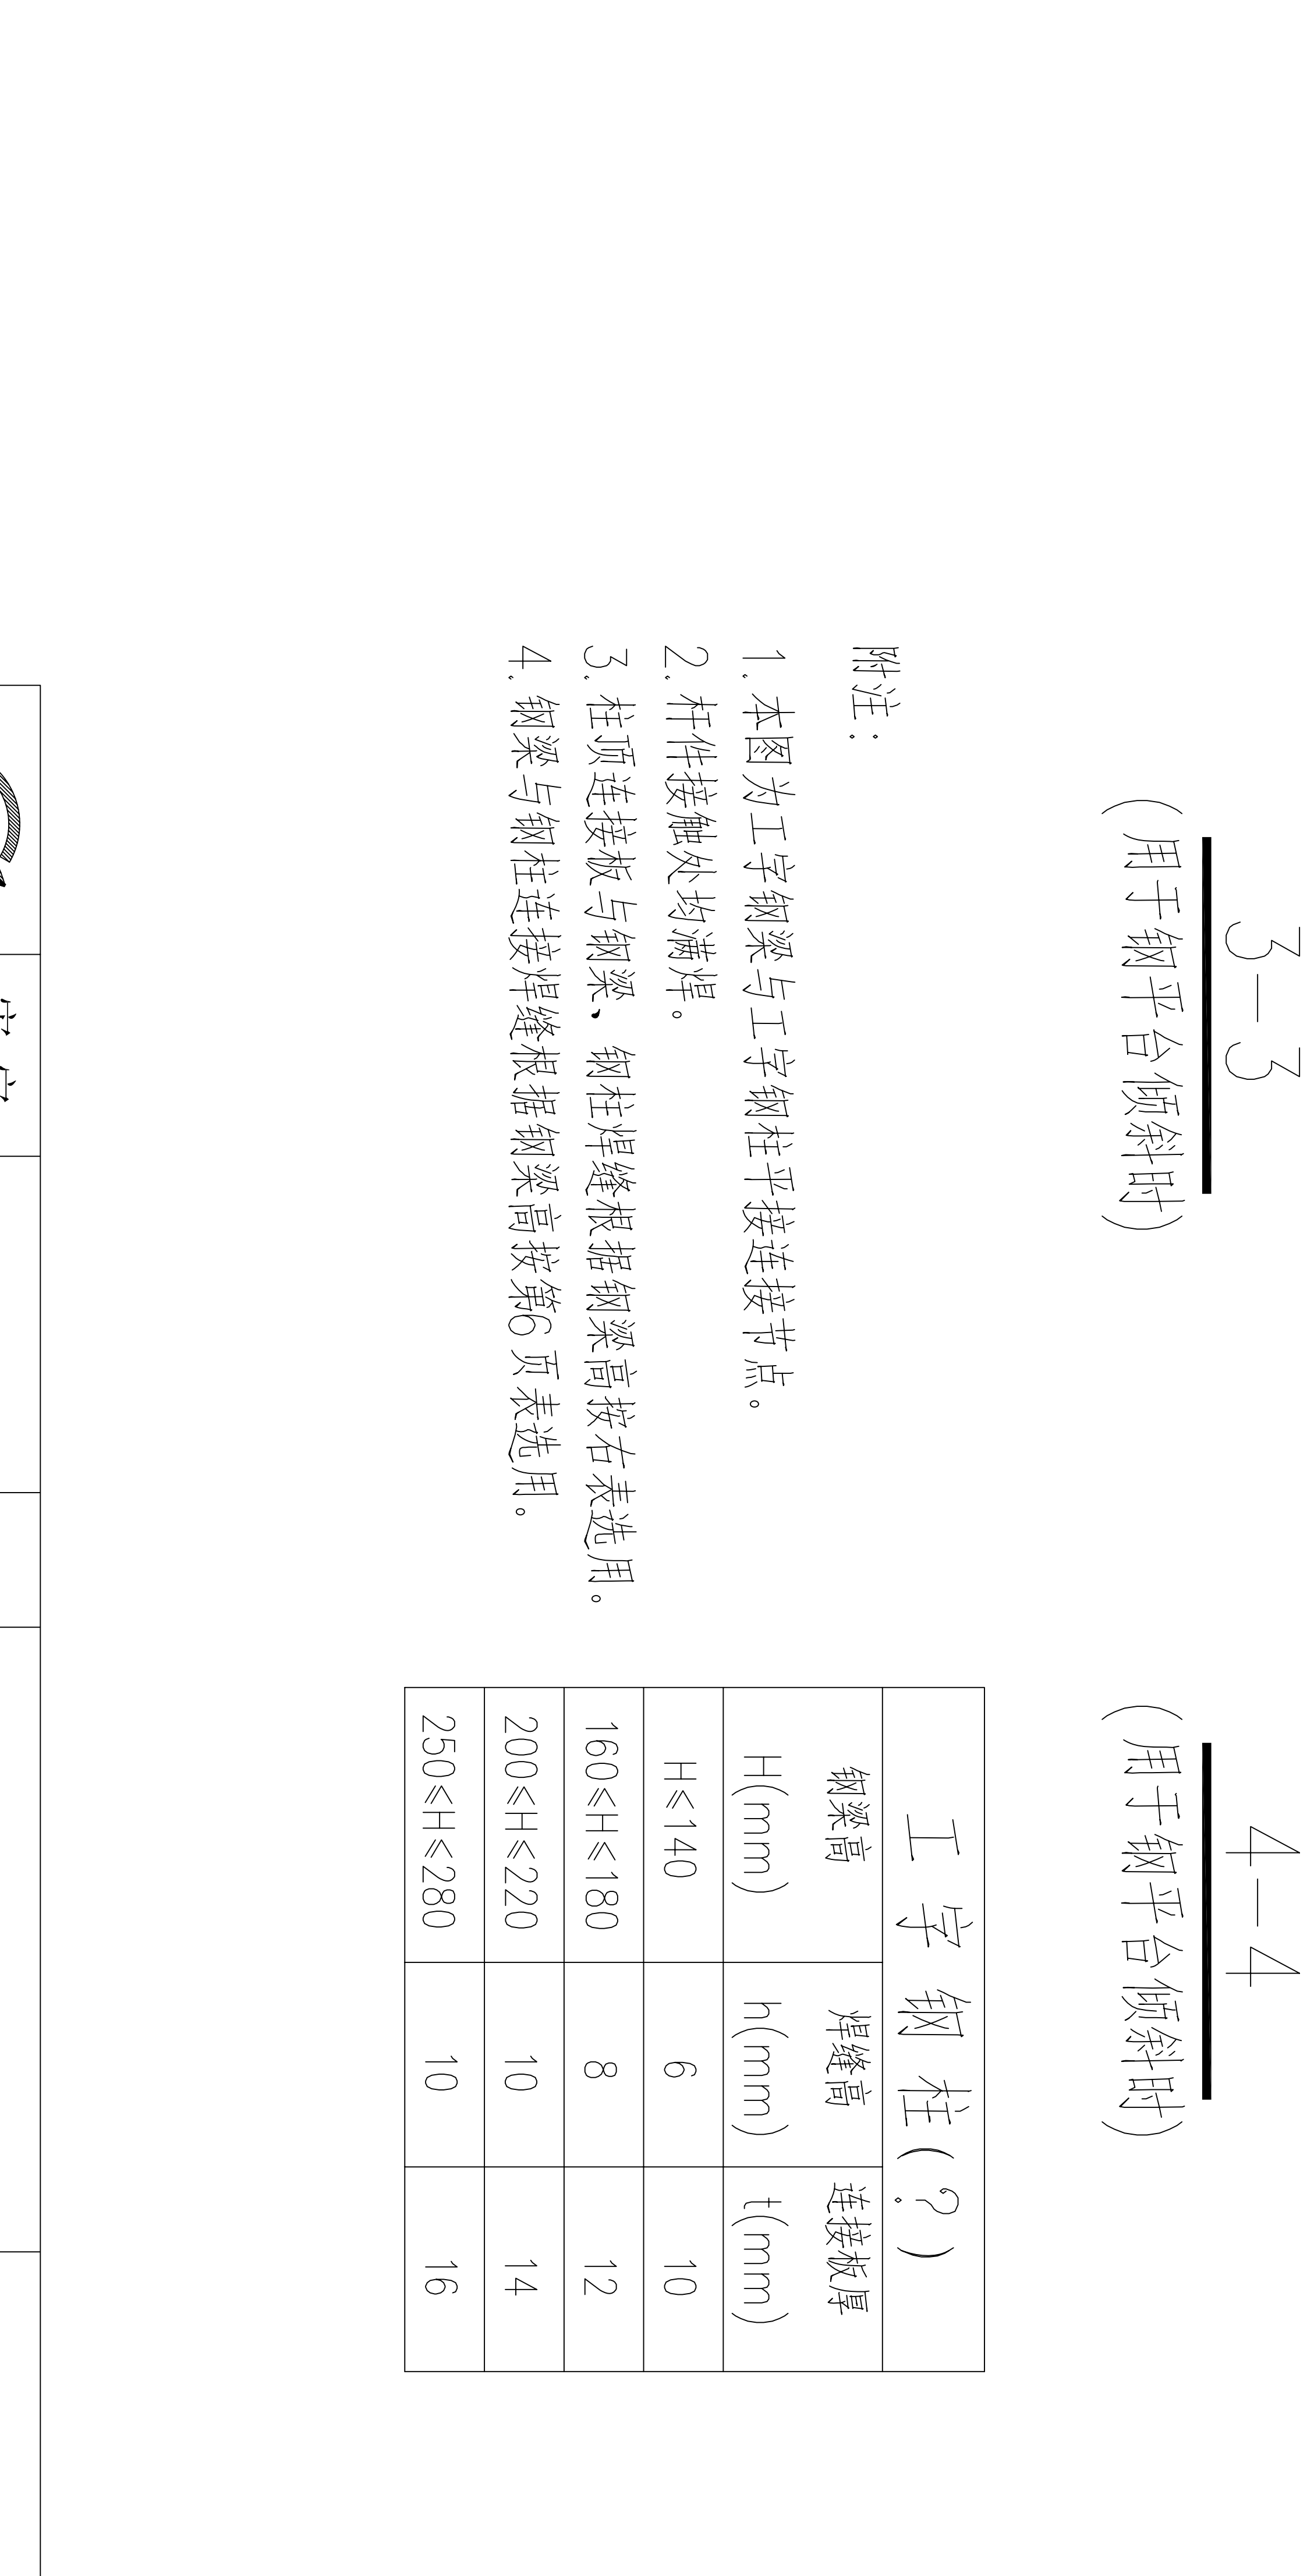 3—3
(用于钢平台倾斜时)
4—4
(用于钢平台倾斜时)
附注：
1.本图为工字钢梁与工字钢柱平接连接节点。
2.杆件接触处均满焊。
3.柱顶连接板与钢梁、钢柱焊缝根据钢梁高按右表选用。
4.钢梁与钢柱连接焊缝根据钢梁高按第6页表选用。
工字钢柱(?)
钢梁高 焊缝高 连接板厚
H(mm) h(mm) t(mm)
H≤140 6 10
160≤H≤180 8 12
200≤H≤220 10 14
250≤H≤280 10 16